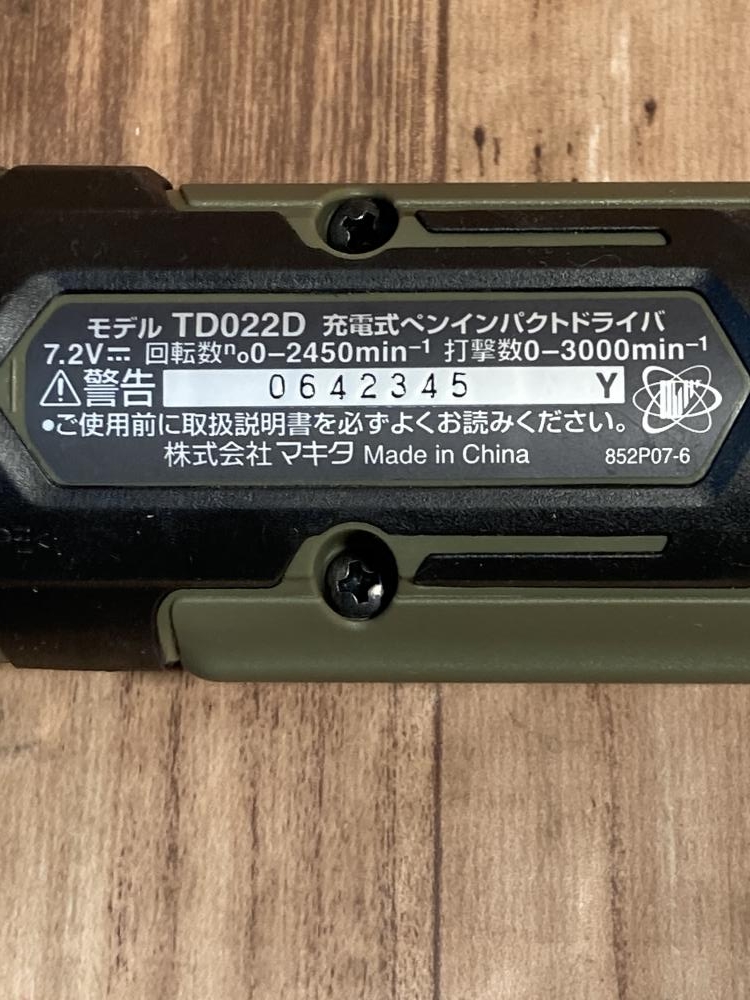 モデル TD022D 充電式ペンインパクトドライバ
7.2V⎓ 回転数n₀0–2450min⁻¹ 打撃数0–3000min⁻¹
⚠警告 0642345 Y
•ご使用前に取扱説明書を必ずよくお読みください。
株式会社マキタ Made in China 852P07-6